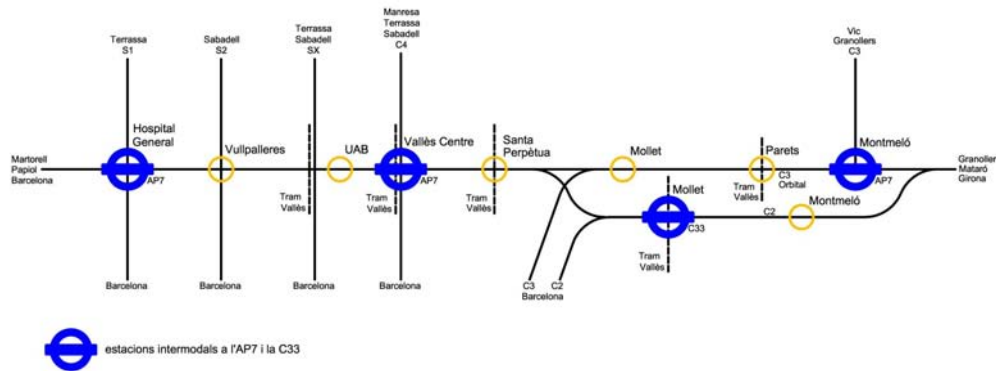 Terrassa
S1
Sabadell
S2
Terrassa
Sabadell
SX
Manresa
Terrassa
Sabadell
C4
Vic
Granollers
C3
Hospital
General
Vullpalleres
UAB
Vallès Centre
Santa
Perpètua
Mollet
Parets
Montmeló
Martorell
Papiol
Barcelona
AP7
AP7
C3
Orbital
AP7
Granoller
Mataró
Girona
Tram
Vallès
Tram
Vallès
Tram
Vallès
Tram
Vallès
Mollet
C33
C2
Montmeló
Tram
Vallès
Barcelona
Barcelona
Barcelona
Barcelona
C3
C2
Barcelona
estacions intermodals a l'AP7 i la C33